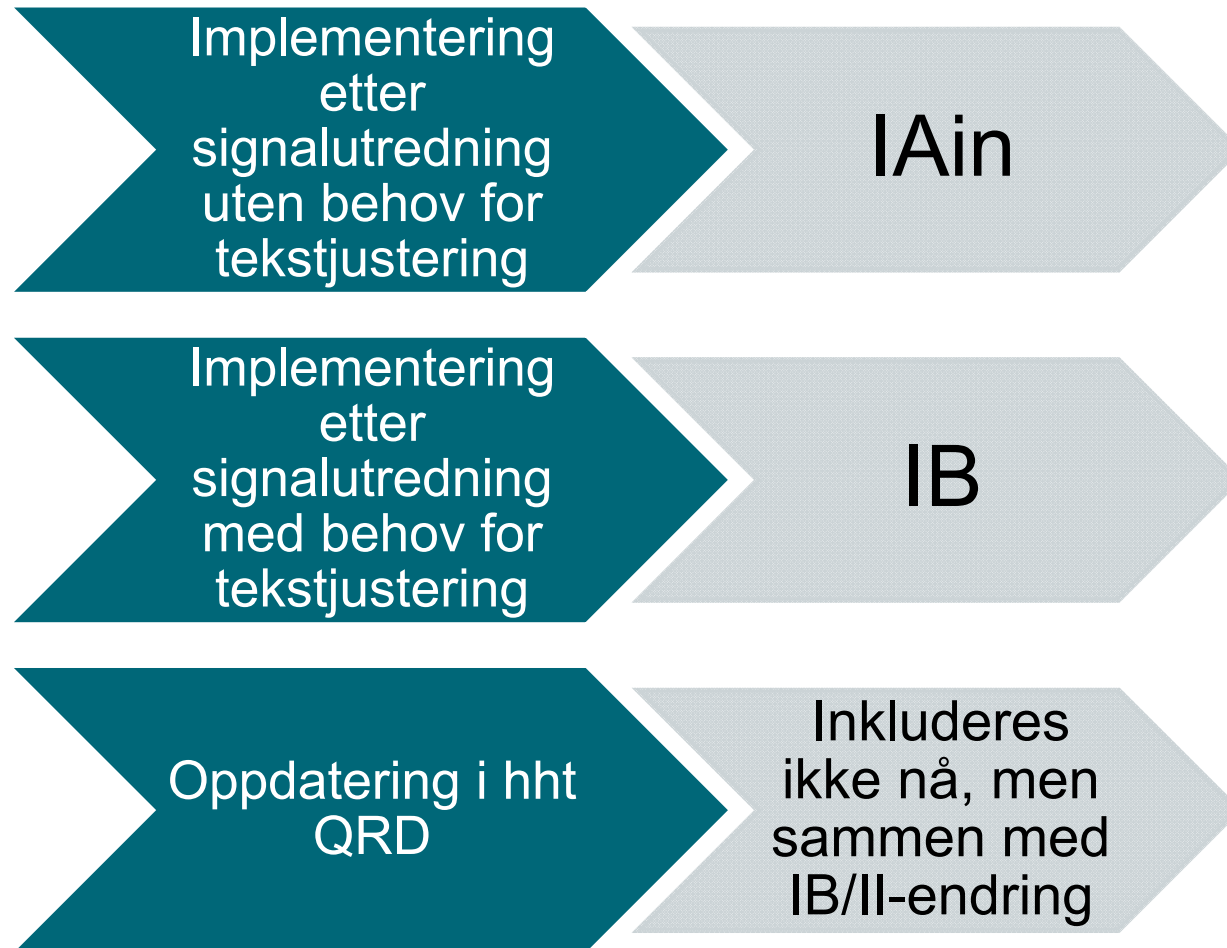 Implementering
etter
signalutredning
uten behov for
tekstjustering
IAin
Implementering
etter
signalutredning
med behov for
tekstjustering
IB
Oppdatering i hht
QRD
Inkluderes
ikke nå, men
sammen med
IB/II-endring